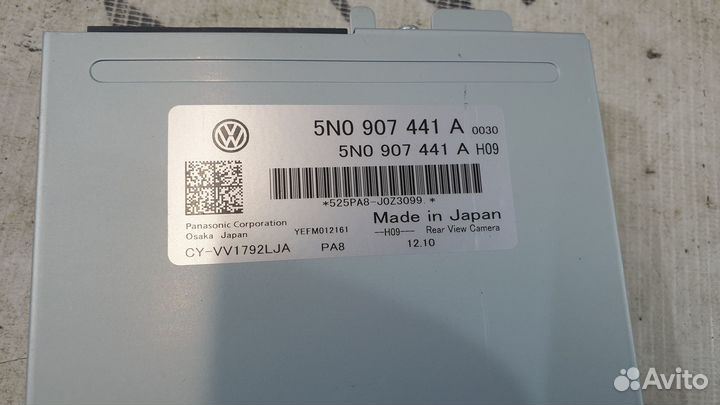 5N0 907 441 A 0030
5N0 907 441 A H09
*525PA8-J0Z3099 *
Panasonic Corporation
Osaka Japan
YEFM012161
Made in Japan
--H09-- Rear View Camera
CY-VV1792LJA PA8 12.10
Avito